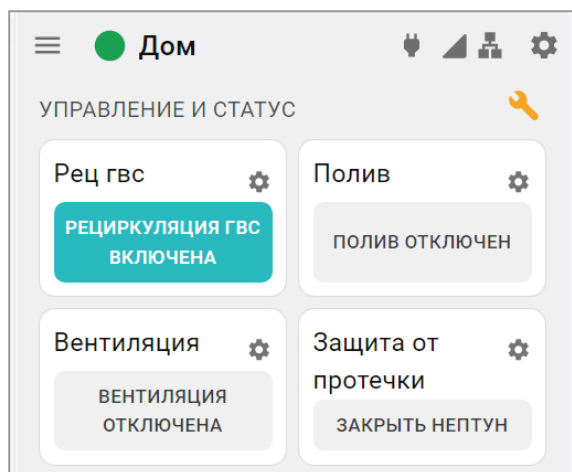 Дом
УПРАВЛЕНИЕ И СТАТУС
Рец гвс
РЕЦИРКУЛЯЦИЯ ГВС
ВКЛЮЧЕНА
Полив
ПОЛИВ ОТКЛЮЧЕН
Вентиляция
ВЕНТИЛЯЦИЯ
ОТКЛЮЧЕНА
Защита от
протечки
ЗАКРЫТЬ НЕПТУН